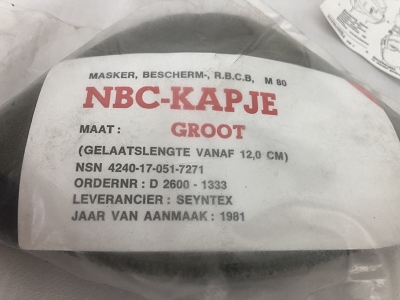 MASKER, BESCHERM-, R.B.C.B, M 80
NBC-KAPJE
MAAT : GROOT
(GELAATSLENGTE VANAF 12,0 CM)
NSN 4240-17-051-7271
ORDERNR : D 2600 - 1333
LEVERANCIER : SEYNTEX
JAAR VAN AANMAAK : 1981